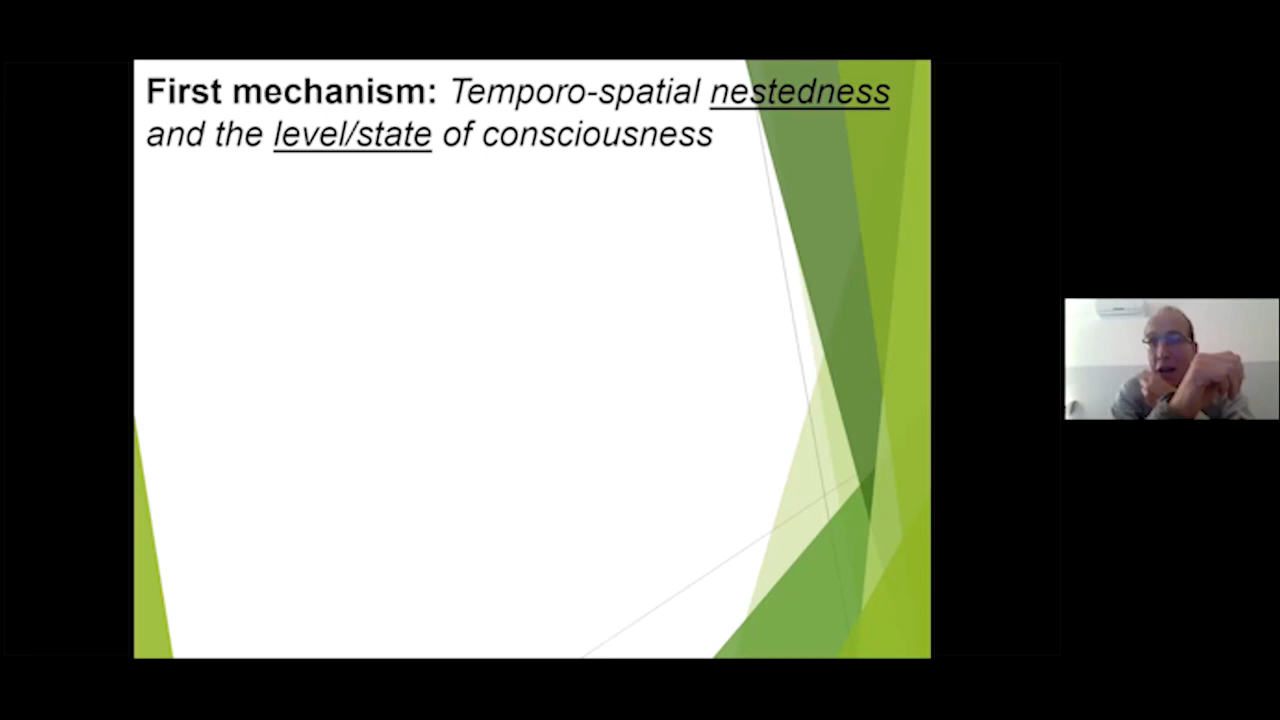 First mechanism: Temporo-spatial nestedness
and the level/state of consciousness